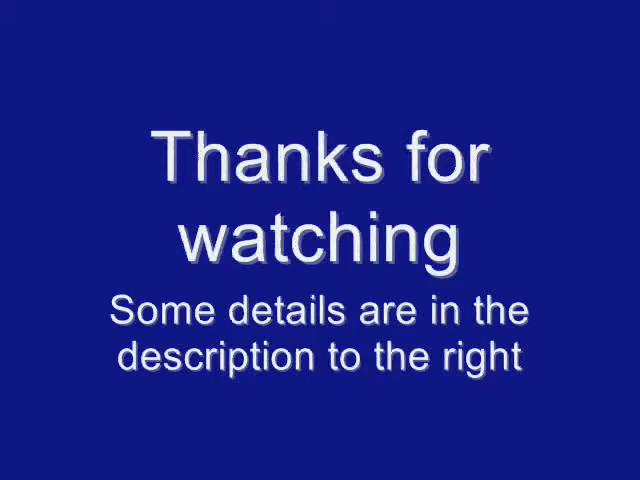 Thanks for
watching
Some details are in the
description to the right